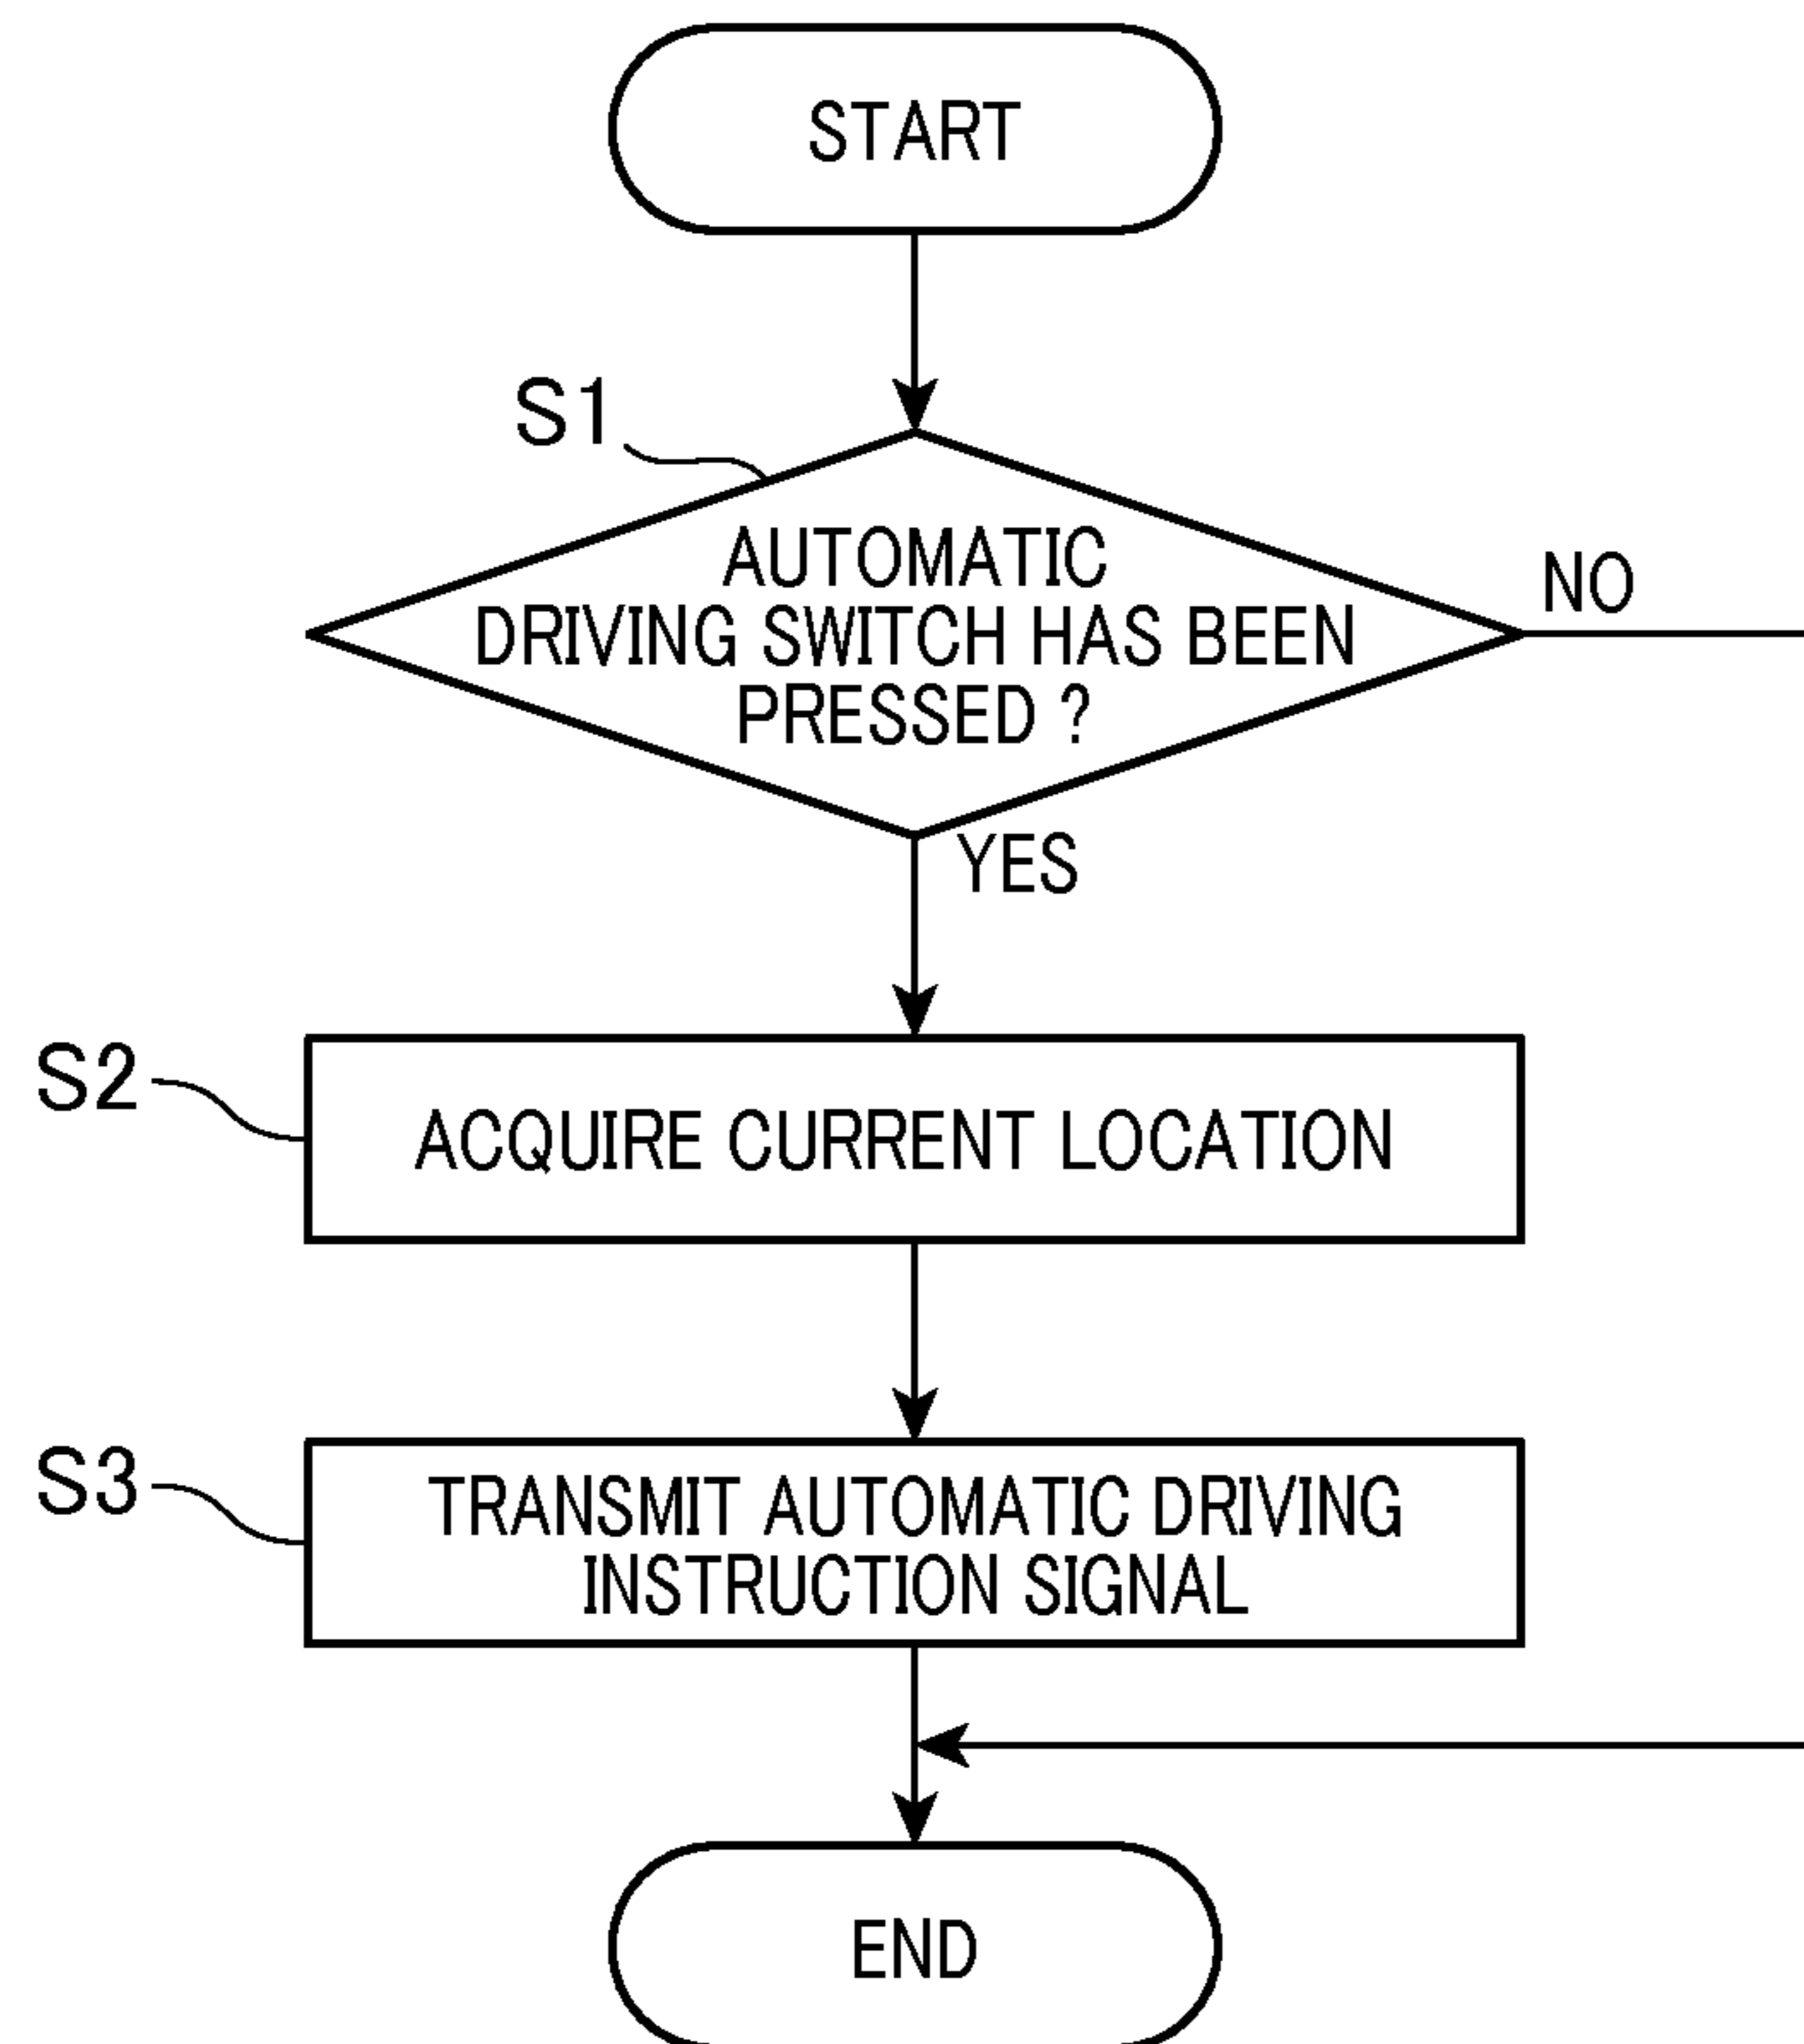 START
S1
AUTOMATIC
DRIVING SWITCH HAS BEEN
PRESSED ?
NO
YES
S2
ACQUIRE CURRENT LOCATION
S3
TRANSMIT AUTOMATIC DRIVING
INSTRUCTION SIGNAL
END